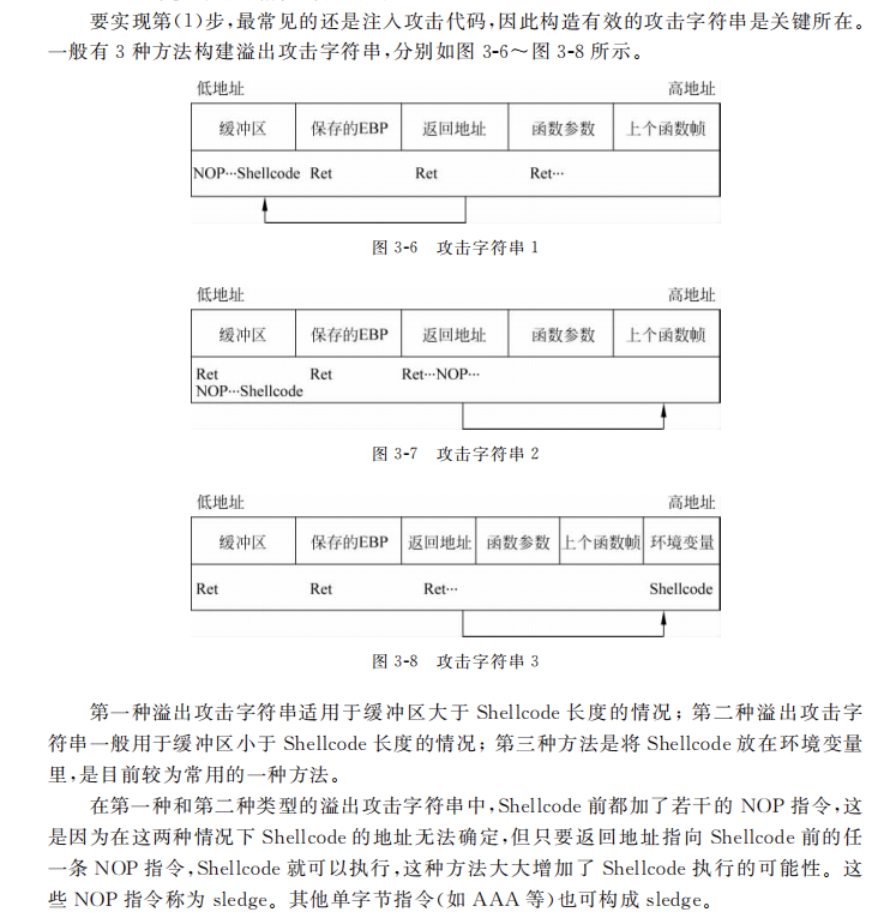 要实现第(1)步,最常见的还是注入攻击代码,因此构造有效的攻击字符串是关键所在。
一般有 3 种方法构建溢出攻击字符串,分别如图 3-6～图 3-8 所示。
低地址 高地址
缓冲区 保存的EBP 返回地址 函数参数 上个函数帧
NOP···Shellcode Ret Ret Ret···
图 3-6 攻击字符串 1
低地址 高地址
缓冲区 保存的EBP 返回地址 函数参数 上个函数帧
Ret Ret Ret···NOP···
NOP···Shellcode
图 3-7 攻击字符串 2
低地址 高地址
缓冲区 保存的EBP 返回地址 函数参数 上个函数帧 环境变量
Ret Ret Ret··· Shellcode
图 3-8 攻击字符串 3
第一种溢出攻击字符串适用于缓冲区大于 Shellcode 长度的情况；第二种溢出攻击字
符串一般用于缓冲区小于 Shellcode 长度的情况；第三种方法是将 Shellcode 放在环境变量
里,是目前较为常用的一种方法。
在第一种和第二种类型的溢出攻击字符串中,Shellcode 前都加了若干的 NOP 指令,这
是因为在这两种情况下 Shellcode 的地址无法确定,但只要返回地址指向 Shellcode 前的任
一条 NOP 指令,Shellcode 就可以执行,这种方法大大增加了 Shellcode 执行的可能性。这
些 NOP 指令称为 sledge。其他单字节指令(如 AAA 等)也可构成 sledge。